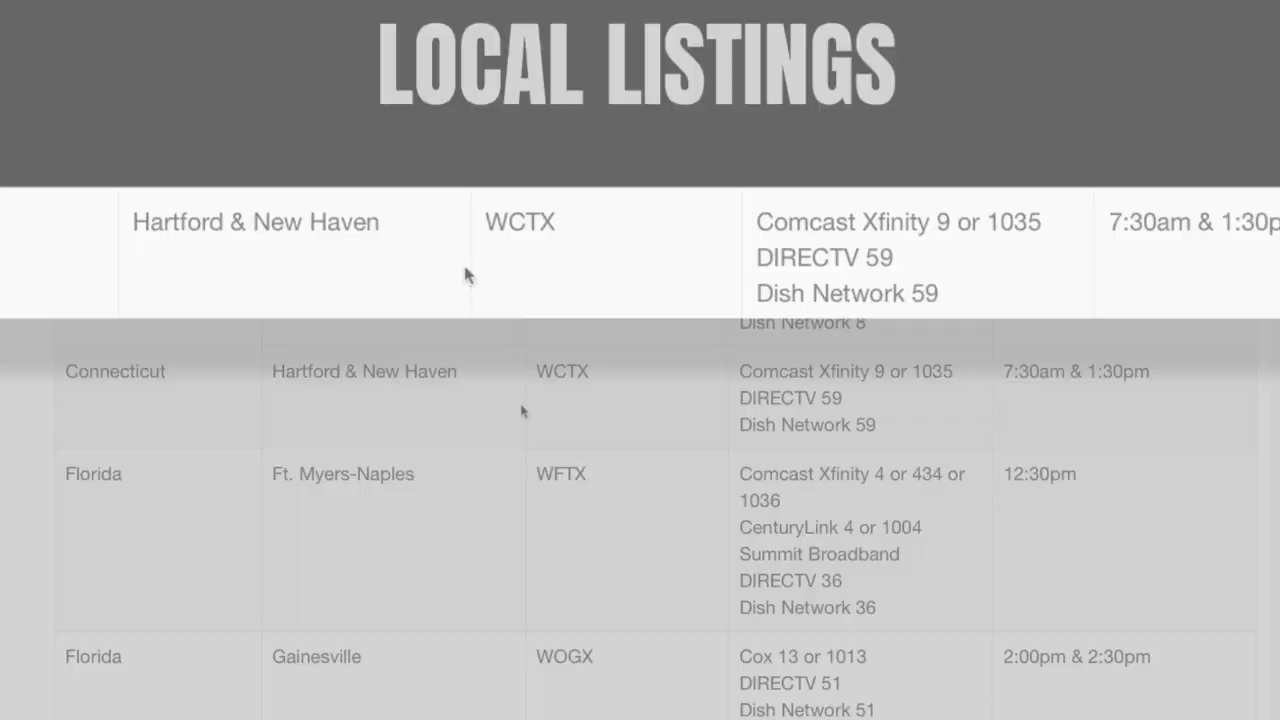 LOCAL LISTINGS
Hartford & New Haven WCTX Comcast Xfinity 9 or 1035 7:30am & 1:30p
DIRECTV 59
Dish Network 59
Dish Network 8
Connecticut Hartford & New Haven WCTX Comcast Xfinity 9 or 1035 7:30am & 1:30pm
DIRECTV 59
Dish Network 59
Florida Ft. Myers-Naples WFTX Comcast Xfinity 4 or 434 or 12:30pm
1036
CenturyLink 4 or 1004
Summit Broadband
DIRECTV 36
Dish Network 36
Florida Gainesville WOGX Cox 13 or 1013 2:00pm & 2:30pm
DIRECTV 51
Dish Network 51